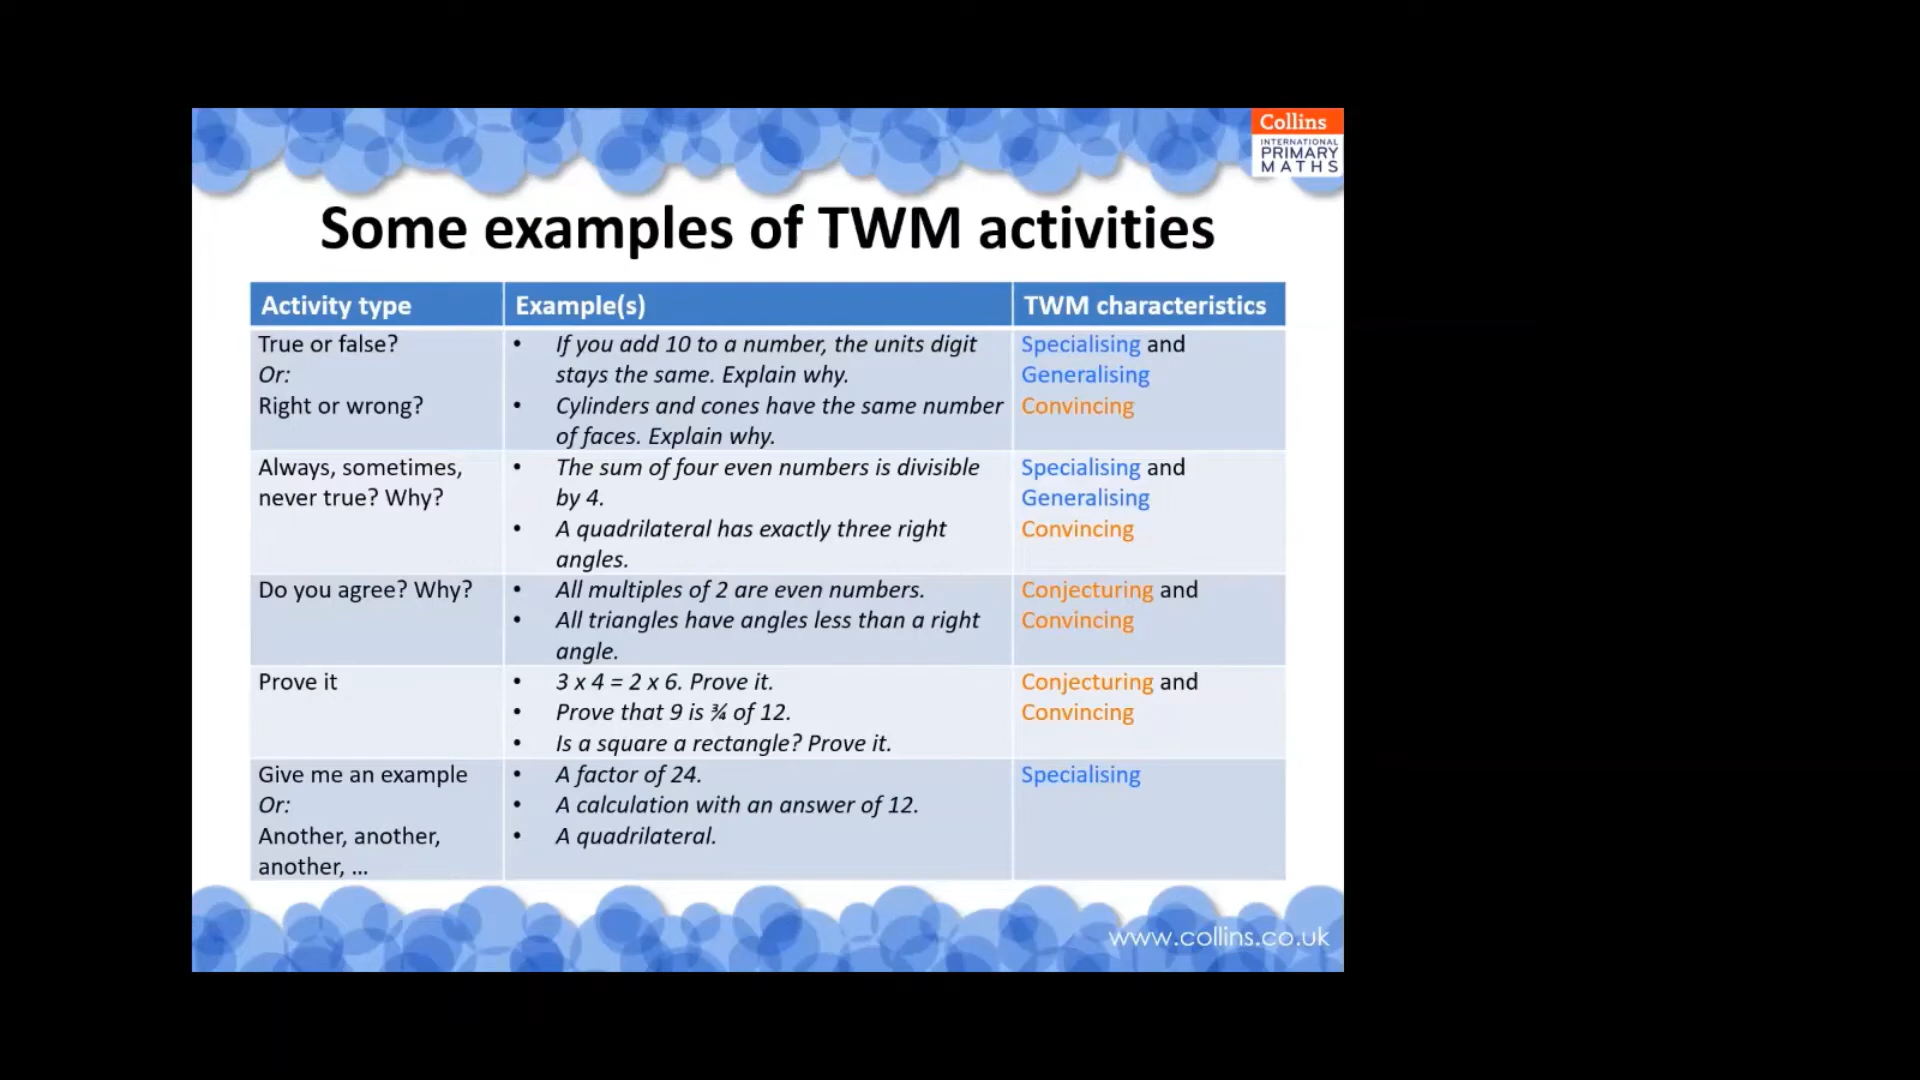 Collins
INTERNATIONAL
PRIMARY
MATHS
Some examples of TWM activities
Activity type
Example(s)
TWM characteristics
True or false?
Or:
Right or wrong?
• If you add 10 to a number, the units digit
stays the same. Explain why.
• Cylinders and cones have the same number
of faces. Explain why.
Specialising and
Generalising
Convincing
Always, sometimes,
never true? Why?
• The sum of four even numbers is divisible
by 4.
• A quadrilateral has exactly three right
angles.
Specialising and
Generalising
Convincing
Do you agree? Why?
• All multiples of 2 are even numbers.
• All triangles have angles less than a right
angle.
Conjecturing and
Convincing
Prove it
• 3 x 4 = 2 x 6. Prove it.
• Prove that 9 is ¾ of 12.
• Is a square a rectangle? Prove it.
Conjecturing and
Convincing
Give me an example
Or:
Another, another,
another, ...
• A factor of 24.
• A calculation with an answer of 12.
• A quadrilateral.
Specialising
www.collins.co.uk